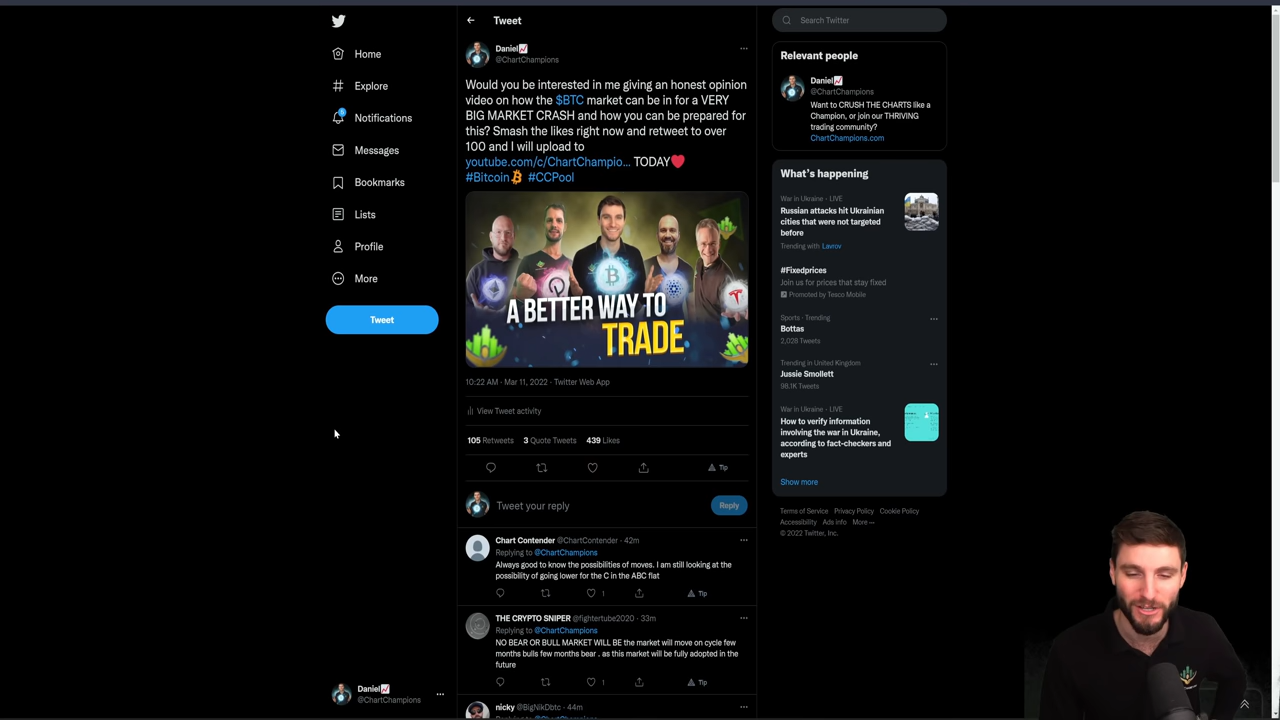 Home
Explore
6
Notifications
Messages
Bookmarks
Lists
Profile
More
Tweet
Daniel
@ChartChampions
Tweet
Daniel
@ChartChampions
Would you be interested in me giving an honest opinion
video on how the $BTC market can be in for a VERY
BIG MARKET CRASH and how you can be prepared for
this? Smash the likes right now and retweet to over
100 and I will upload to
youtube.com/c/ChartChampio... TODAY
#Bitcoin #CCPool
A BETTER WAY TO
TRADE
10:22 AM · Mar 11, 2022 · Twitter Web App
View Tweet activity
105 Retweets 3 Quote Tweets 439 Likes
Tip
Tweet your reply
Reply
Chart Contender @ChartContender · 42m
Replying to @ChartChampions
Always good to know the possibilities of moves. I am still looking at the
possibility of going lower for the C in the ABC flat
1 Tip
THE CRYPTO SNIPER @fightertube2020 · 33m
Replying to @ChartChampions
NO BEAR OR BULL MARKET WILL BE the market will move on cycle few
months bulls few months bear . as this market will be fully adopted in the
future
1 Tip
nicky @BigNikDbtc · 44m
Replying to @ChartChampions
Search Twitter
Relevant people
Daniel
@ChartChampions
Want to CRUSH THE CHARTS like a
Champion, or join our THRIVING
trading community?
ChartChampions.com
What's happening
War in Ukraine · LIVE
Russian attacks hit Ukrainian
cities that were not targeted
before
Trending with Lavrov
#Fixedprices
Join us for prices that stay fixed
Promoted by Tesco Mobile
Sports · Trending
Bottas
2,028 Tweets
Trending in United Kingdom
Jussie Smollett
98.1K Tweets
War in Ukraine · LIVE
How to verify information
involving the war in Ukraine,
according to fact-checkers and
experts
Show more
Terms of Service Privacy Policy Cookie Policy
Accessibility Ads info More ···
© 2022 Twitter, Inc.